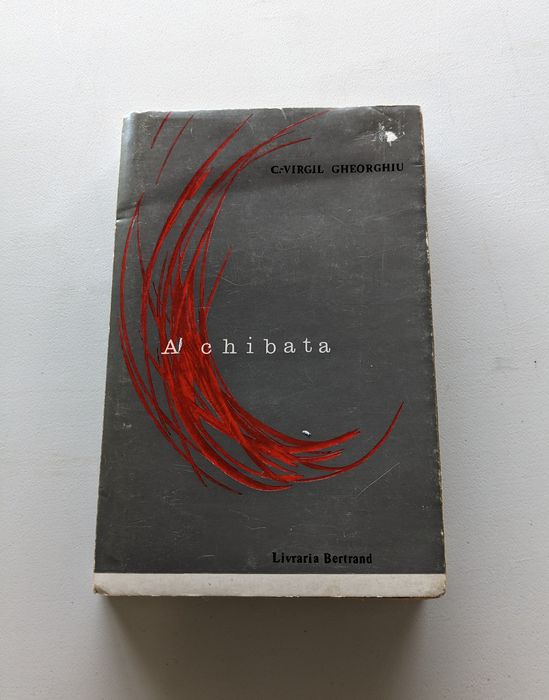 C.-VIRGIL GHEORGHIU
A chibata
Livraria Bertrand